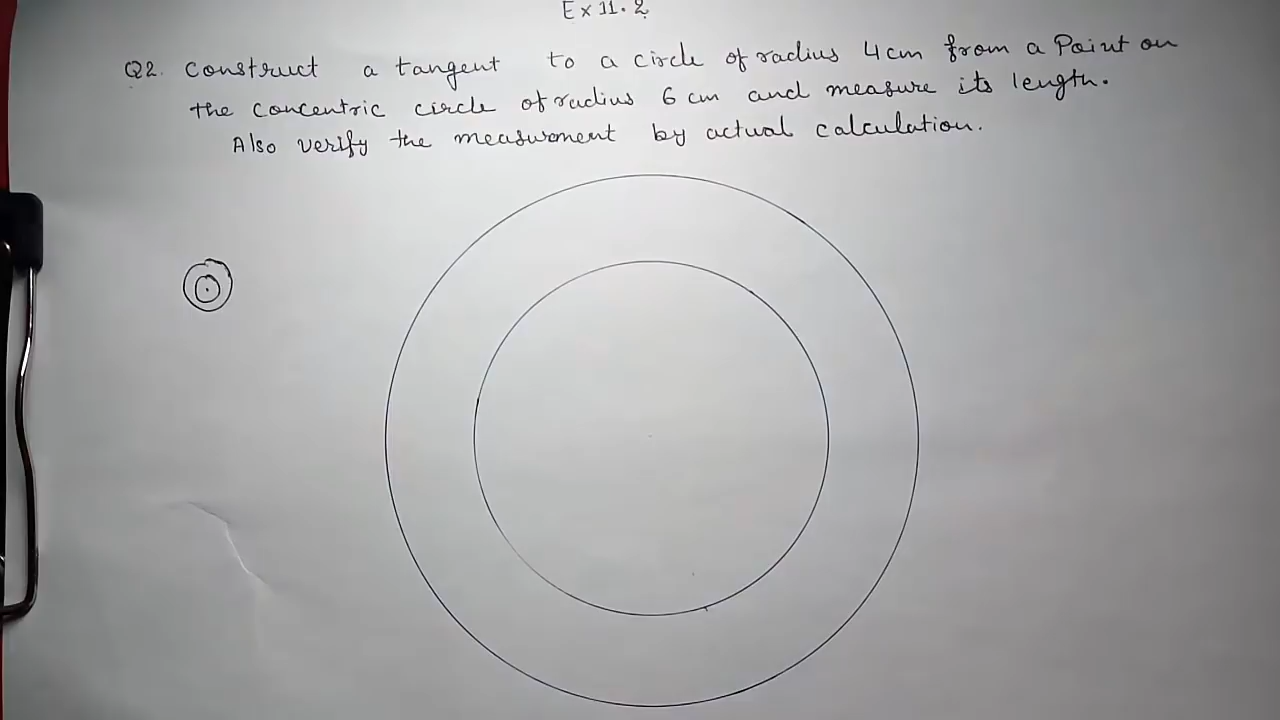 Ex 11.2
Q2. Construct a tangent to a circle of radius 4cm from a Point on
the concentric circle of radius 6 cm and measure its length.
Also verify the measurment by actual calculation.